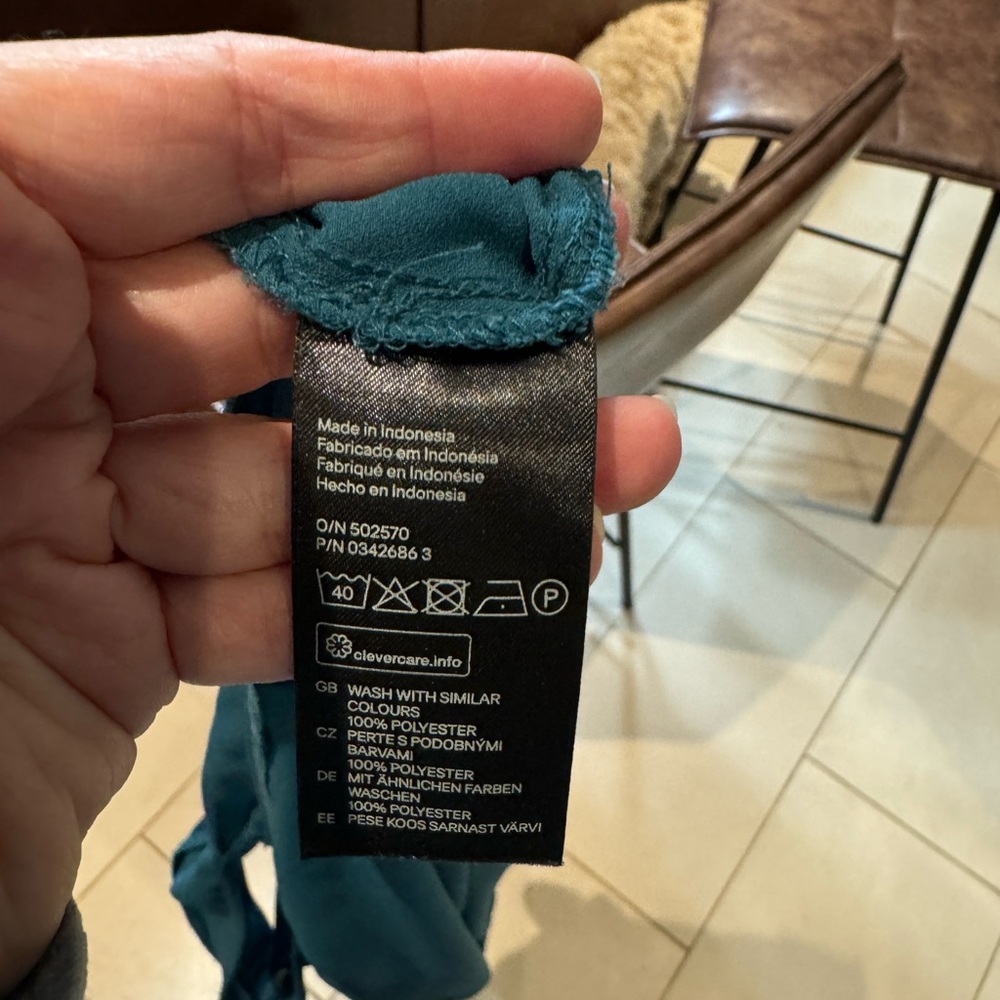 Made in Indonesia
Fabricado em Indonésia
Fabriqué en Indonésie
Hecho en Indonesia
O/N 502570
P/N 0342686 3
40 P
clevercare.info
GB WASH WITH SIMILAR
COLOURS
100% POLYESTER
CZ PERTE S PODOBNÝMI
BARVAMI
100% POLYESTER
DE MIT ÄHNLICHEN FARBEN
WASCHEN
100% POLYESTER
EE PESE KOOS SARNAST VÄRVI